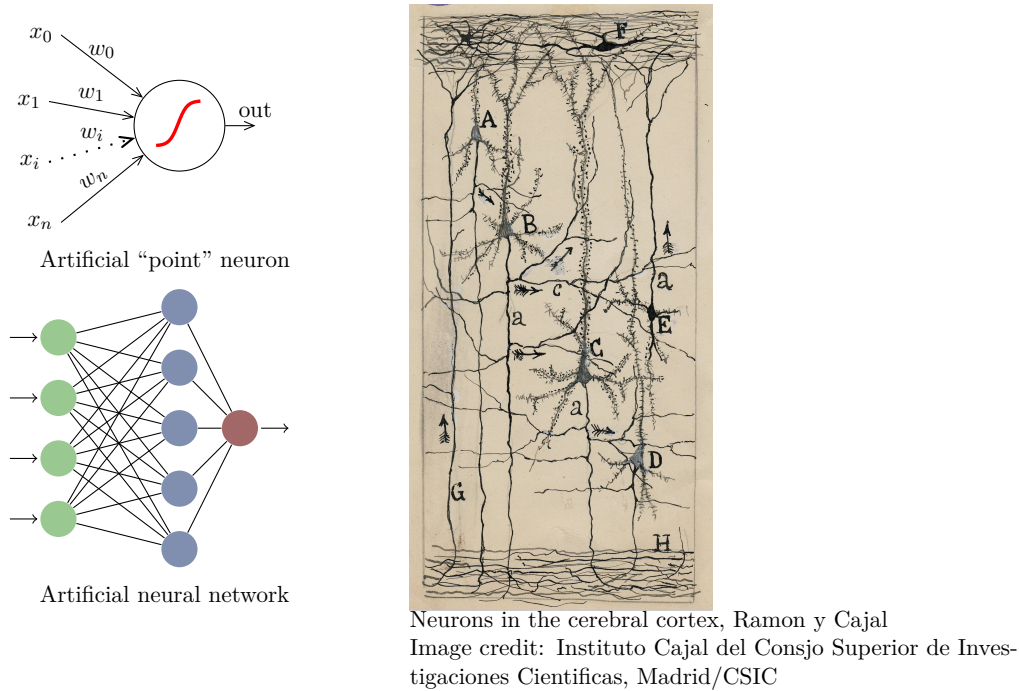 x₀
w₀
x₁
w₁
xᵢ
wᵢ
xₙ
wₙ
out
Artificial “point” neuron
Artificial neural network
F
A
B
a
c
a
E
C
a
D
G
H
Neurons in the cerebral cortex, Ramon y Cajal
Image credit: Instituto Cajal del Consjo Superior de Inves-
tigaciones Cientificas, Madrid/CSIC